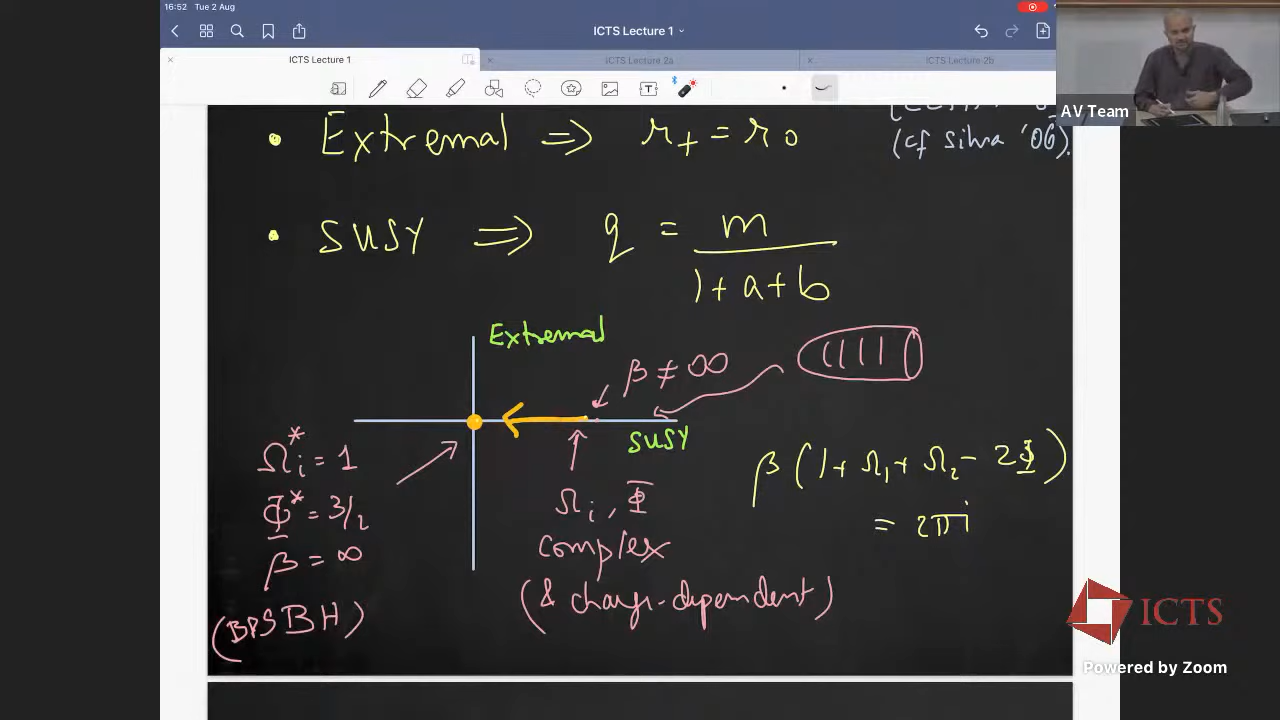 16:52 Tue 2 Aug
ICTS Lecture 1
ICTS Lecture 1
ICTS Lecture 2a
ICTS Lecture 2b
AV Team
• Extremal ⟹ r₊ = r₀
(cf Silva '06).
• SUSY ⟹ q = m / (1 + a + b)
Extremal
β ≠ ∞
SUSY
Ωᵢ* = 1
Φ* = 3/2
β = ∞
(BPS BH)
Ωᵢ, Φ
complex
(& charge-dependent)
β (1 + Ω₁ + Ω₂ - 2Φ)
= 2πi
ICTS
Powered by Zoom